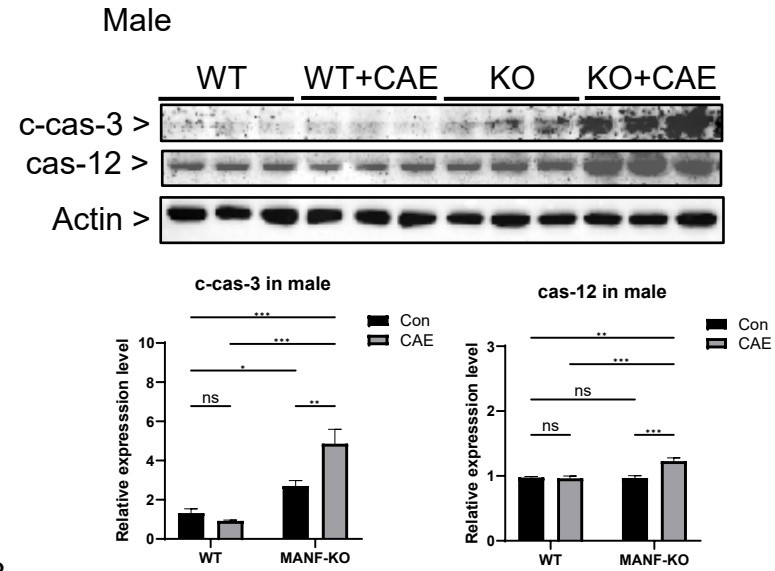 Male
WT WT+CAE KO KO+CAE
c-cas-3 >
cas-12 >
Actin >
c-cas-3 in male
Con
CAE
Relative expresssion level
10
8
6
4
2
0
***
***
*
ns
**
WT MANF-KO
cas-12 in male
Con
CAE
Relative expresssion level
3
2
1
0
**
***
ns
ns
***
WT MANF-KO